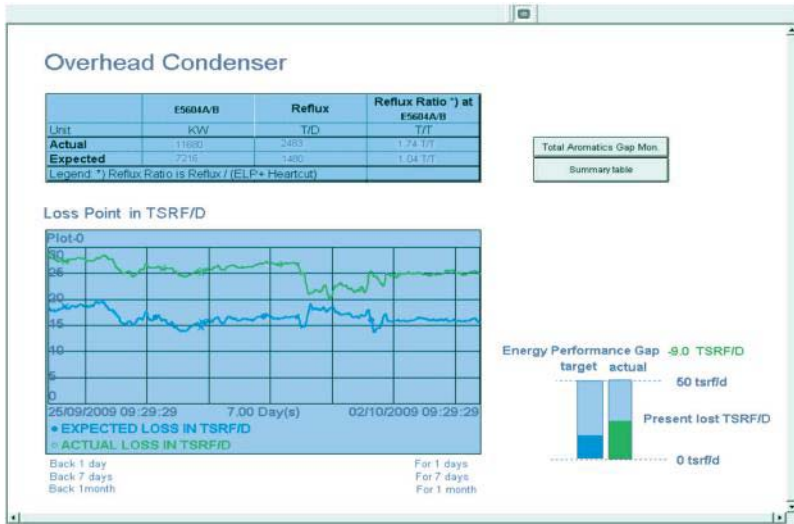 Overhead Condenser
E5604A/B Reflux Reflux Ratio *) at E5604A/B
Unit KW T/D T/T
Actual 11680 2483 1.74 T/T
Expected 7216 1480 1.04 T/T
Legend: *) Reflux Ratio is Reflux / (ELP+ Heartcut)
Total Aromatics Gap Mon.
Summary table
Loss Point in TSRF/D
Plot-0
30
25
20
15
10
5
0
25/09/2009 09:29:29 7.00 Day(s) 02/10/2009 09:29:29
EXPECTED LOSS IN TSRF/D
ACTUAL LOSS IN TSRF/D
Back 1 day For 1 days
Back 7 days For 7 days
Back 1month For 1 month
Energy Performance Gap -9.0 TSRF/D
target actual
50 tsrf/d
Present lost TSRF/D
0 tsrf/d